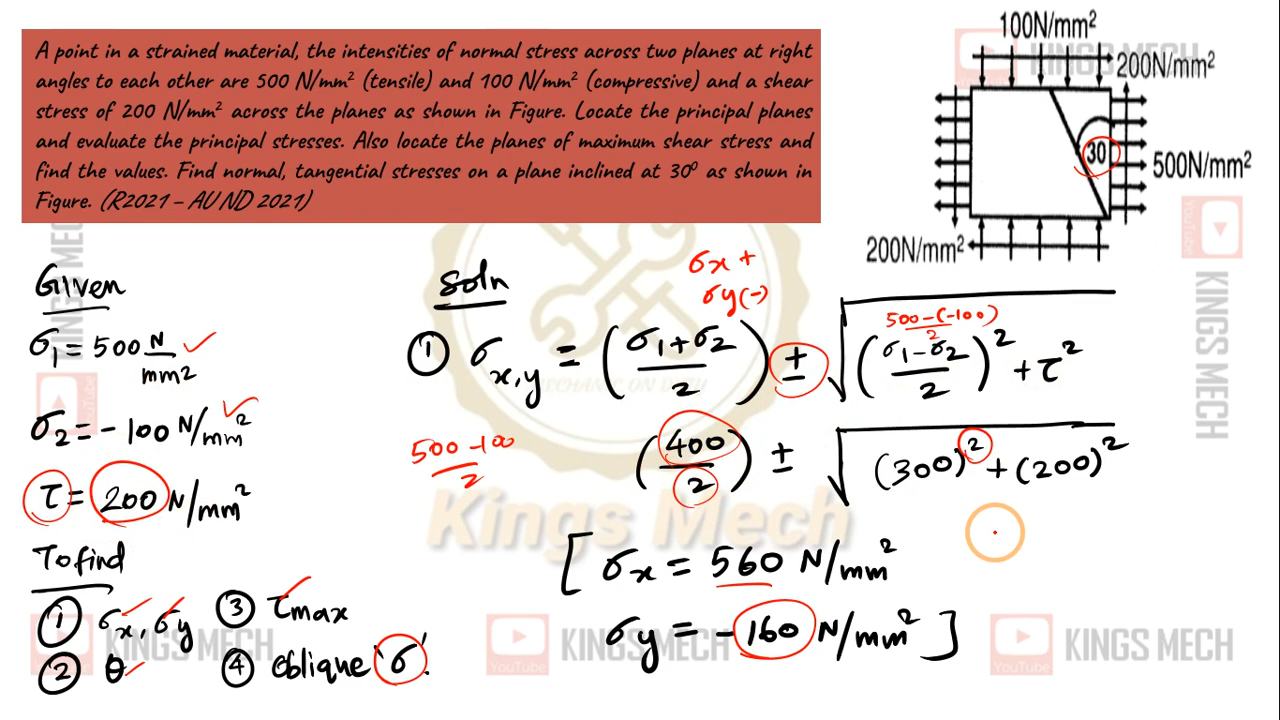 A point in a strained material, the intensities of normal stress across two planes at right
angles to each other are 500 N/mm² (tensile) and 100 N/mm² (compressive) and a shear
stress of 200 N/mm² across the planes as shown in Figure. Locate the principal planes
and evaluate the principal stresses. Also locate the planes of maximum shear stress and
find the values. Find normal, tangential stresses on a plane inclined at 30⁰ as shown in
Figure. (R2021 – AU ND 2021)
100N/mm²
200N/mm²
30
500N/mm²
200N/mm²
Given
σ1 = 500 N/mm2
σ2 = - 100 N/mm²
τ = 200 N/mm²
To find
① σx, σy
② θ
③ τmax
④ oblique 'σ'.
Soln
σx +
σy (-)
500-(-100)/2
① σx,y = (σ1+σ2/2) ± √(σ1-σ2/2)² + τ²
500-100/2
(400/2) ± √(300)² + (200)²
[ σx = 560 N/mm²
σy = - 160 N/mm² ]
Kings Mech
KINGS MECH
KINGS MECH
KINGS MECH
KINGS MECH
KINGS MECH
YouTube
YouTube
YouTube